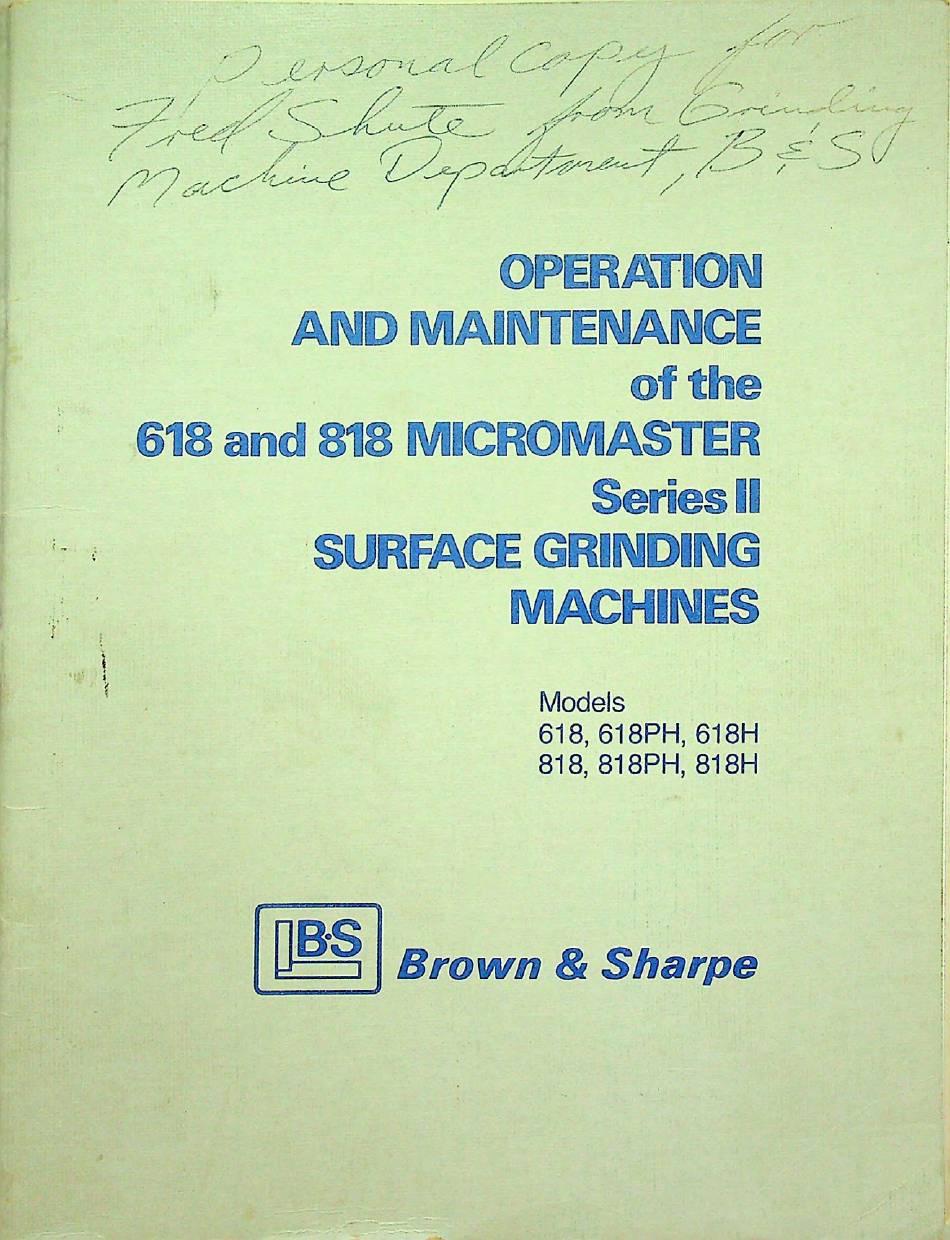 Personal copy for
Fred Shute from Grinding
Machine Department, B & S
OPERATION
AND MAINTENANCE
of the
618 and 818 MICROMASTER
Series II
SURFACE GRINDING
MACHINES
Models
618, 618PH, 618H
818, 818PH, 818H
B·S
Brown & Sharpe